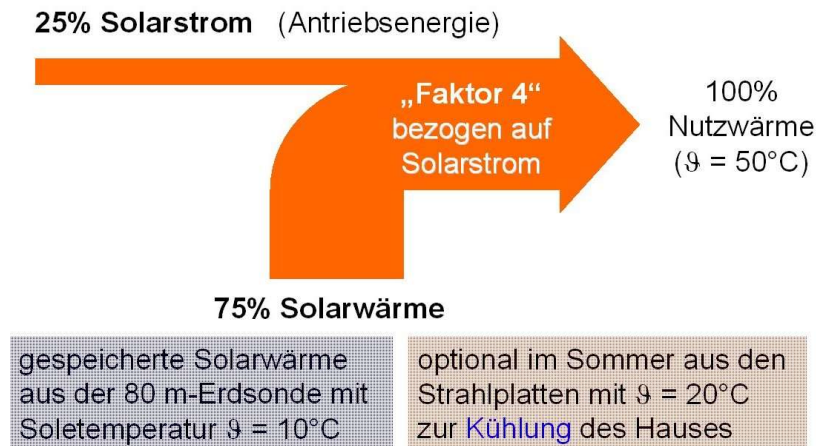 25% Solarstrom (Antriebsenergie)
„Faktor 4“
bezogen auf
Solarstrom
100%
Nutzwärme
(ϑ = 50°C)
75% Solarwärme
gespeicherte Solarwärme
aus der 80 m-Erdsonde mit
Soletemperatur ϑ = 10°C
optional im Sommer aus den
Strahlplatten mit ϑ = 20°C
zur Kühlung des Hauses